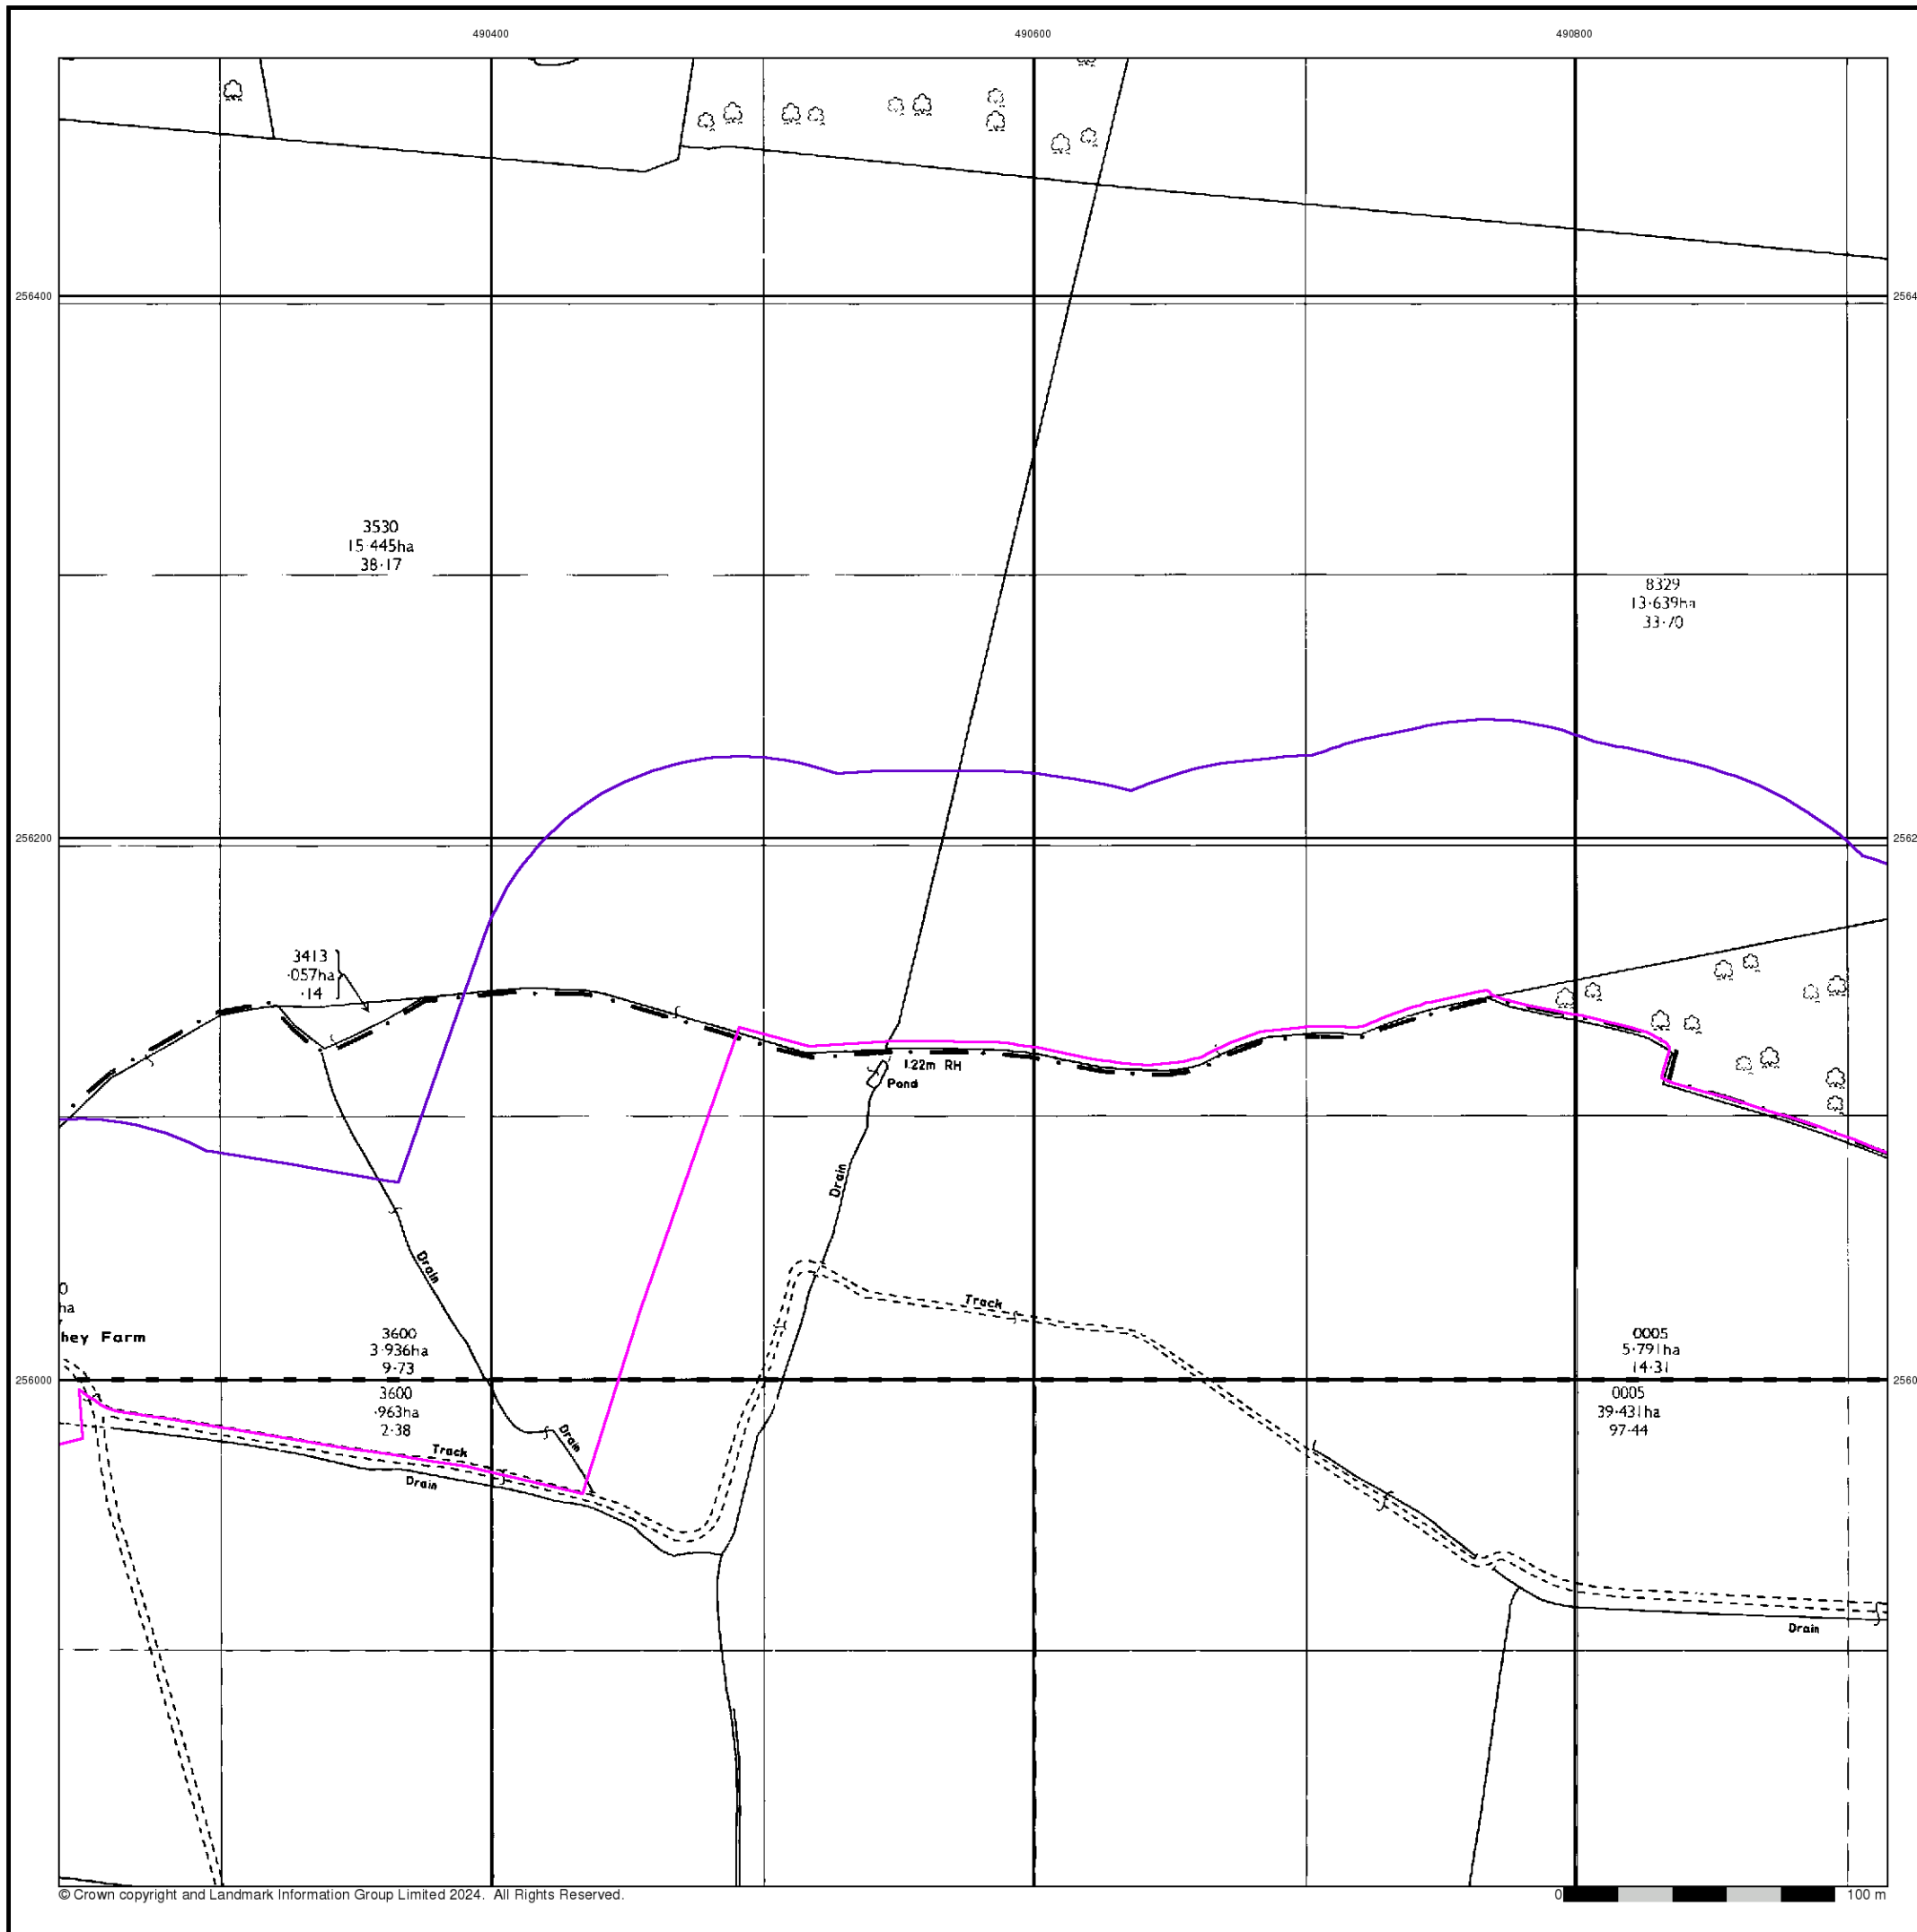 490400
490600
490800
256400
256200
256000
3530
15·445ha
38·17
8329
13·639ha
33·70
3413
·057ha
·14
1.22m RH
Pond
Drain
Drain
Track
0
ha
hey Farm
3600
3·936ha
9·73
3600
·963ha
2·38
0005
5·791ha
14·31
0005
39·431ha
97·44
Track
Drain
Drain
Drain
2564
2562
2560
© Crown copyright and Landmark Information Group Limited 2024. All Rights Reserved.
0
100 m